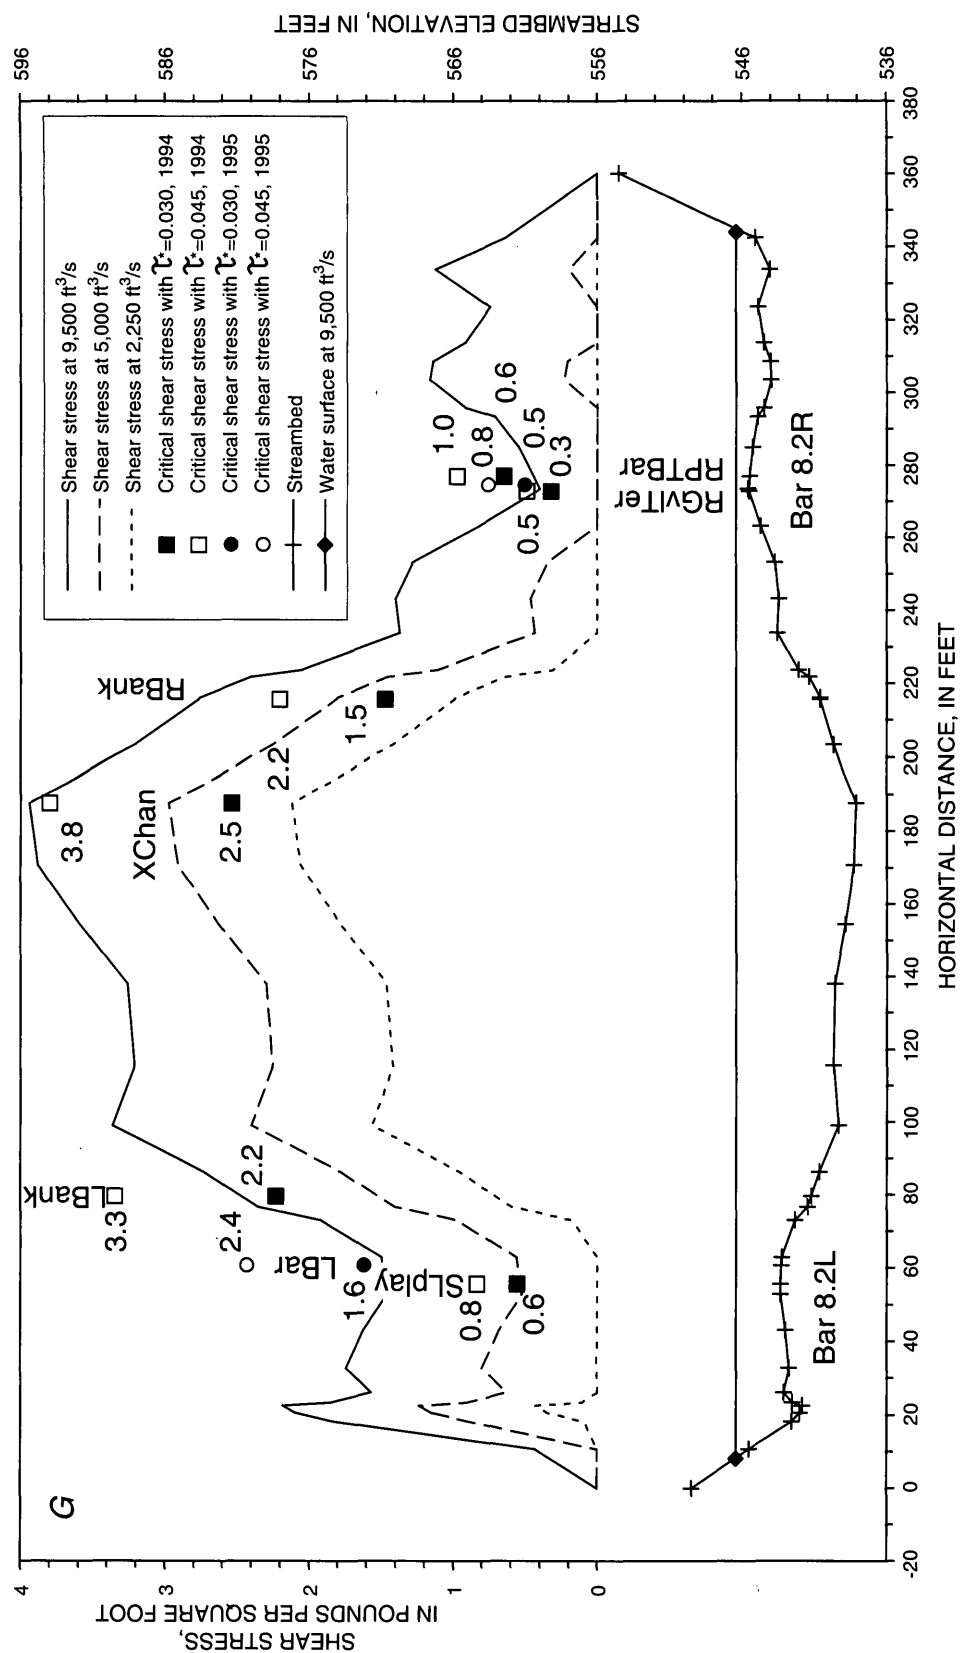 G
SHEAR STRESS,
IN POUNDS PER SQUARE FOOT
4
3
2
1
0
Shear stress at 9,500 ft3/s
Shear stress at 5,000 ft3/s
Shear stress at 2,250 ft3/s
Critical shear stress with τ*=0.030, 1994
Critical shear stress with τ*=0.045, 1994
Critical shear stress with τ*=0.030, 1995
Critical shear stress with τ*=0.045, 1995
Streambed
Water surface at 9,500 ft3/s
LBank
3.3
2.2
2.4
LBar
1.6
SLplay
0.8
0.6
3.8
XChan
2.5
RBank
2.2
1.5
1.0
0.8
0.6
0.5
0.5
0.3
RGvlTer
RPTBar
Bar 8.2L
Bar 8.2R
596
586
576
566
556
546
536
STREAMBED ELEVATION, IN FEET
-20
0
20
40
60
80
100
120
140
160
180
200
220
240
260
280
300
320
340
360
380
HORIZONTAL DISTANCE, IN FEET